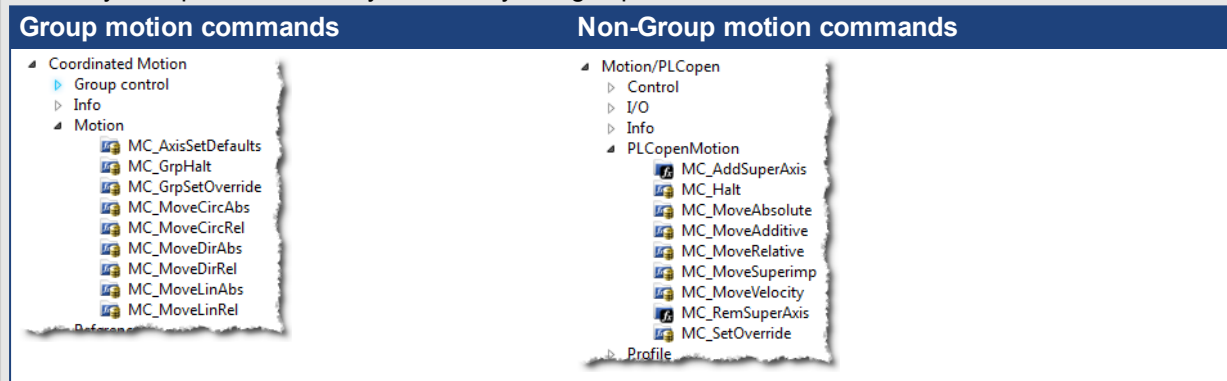 Group motion commands
Non-Group motion commands
Coordinated Motion
Group control
Info
Motion
MC_AxisSetDefaults
MC_GrpHalt
MC_GrpSetOverride
MC_MoveCircAbs
MC_MoveCircRel
MC_MoveDirAbs
MC_MoveDirRel
MC_MoveLinAbs
MC_MoveLinRel
Motion/PLCopen
Control
I/O
Info
PLCopenMotion
MC_AddSuperAxis
MC_Halt
MC_MoveAbsolute
MC_MoveAdditive
MC_MoveRelative
MC_MoveSuperimp
MC_MoveVelocity
MC_RemSuperAxis
MC_SetOverride
Profile